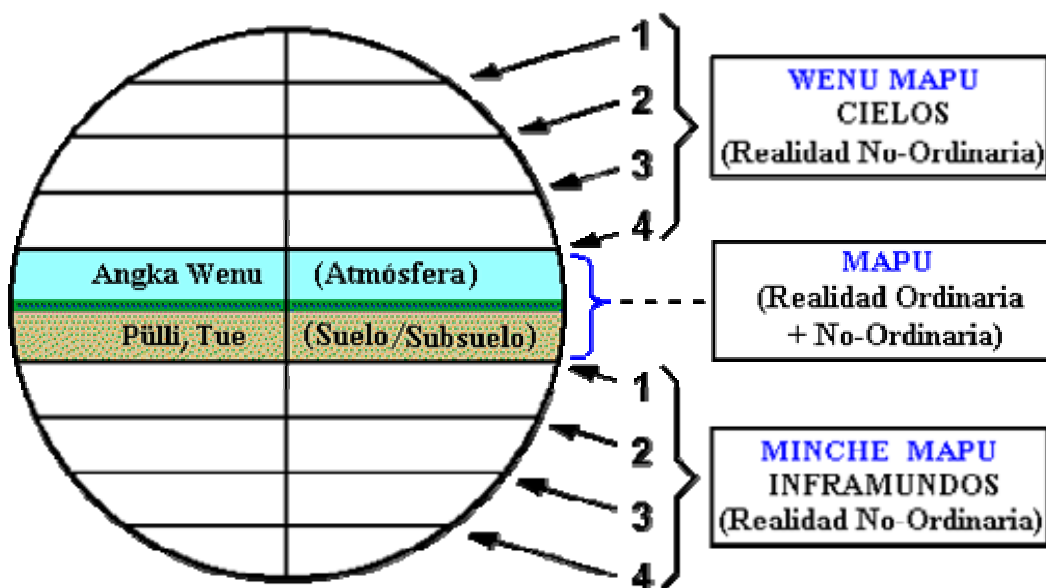 1
2
3
4
WENU MAPU
CIELOS
(Realidad No-Ordinaria)
Angka Wenu (Atmósfera)
Pülli, Tue (Suelo/Subsuelo)
MAPU
(Realidad Ordinaria
+ No-Ordinaria)
1
2
3
4
MINCHE MAPU
INFRAMUNDOS
(Realidad No-Ordinaria)